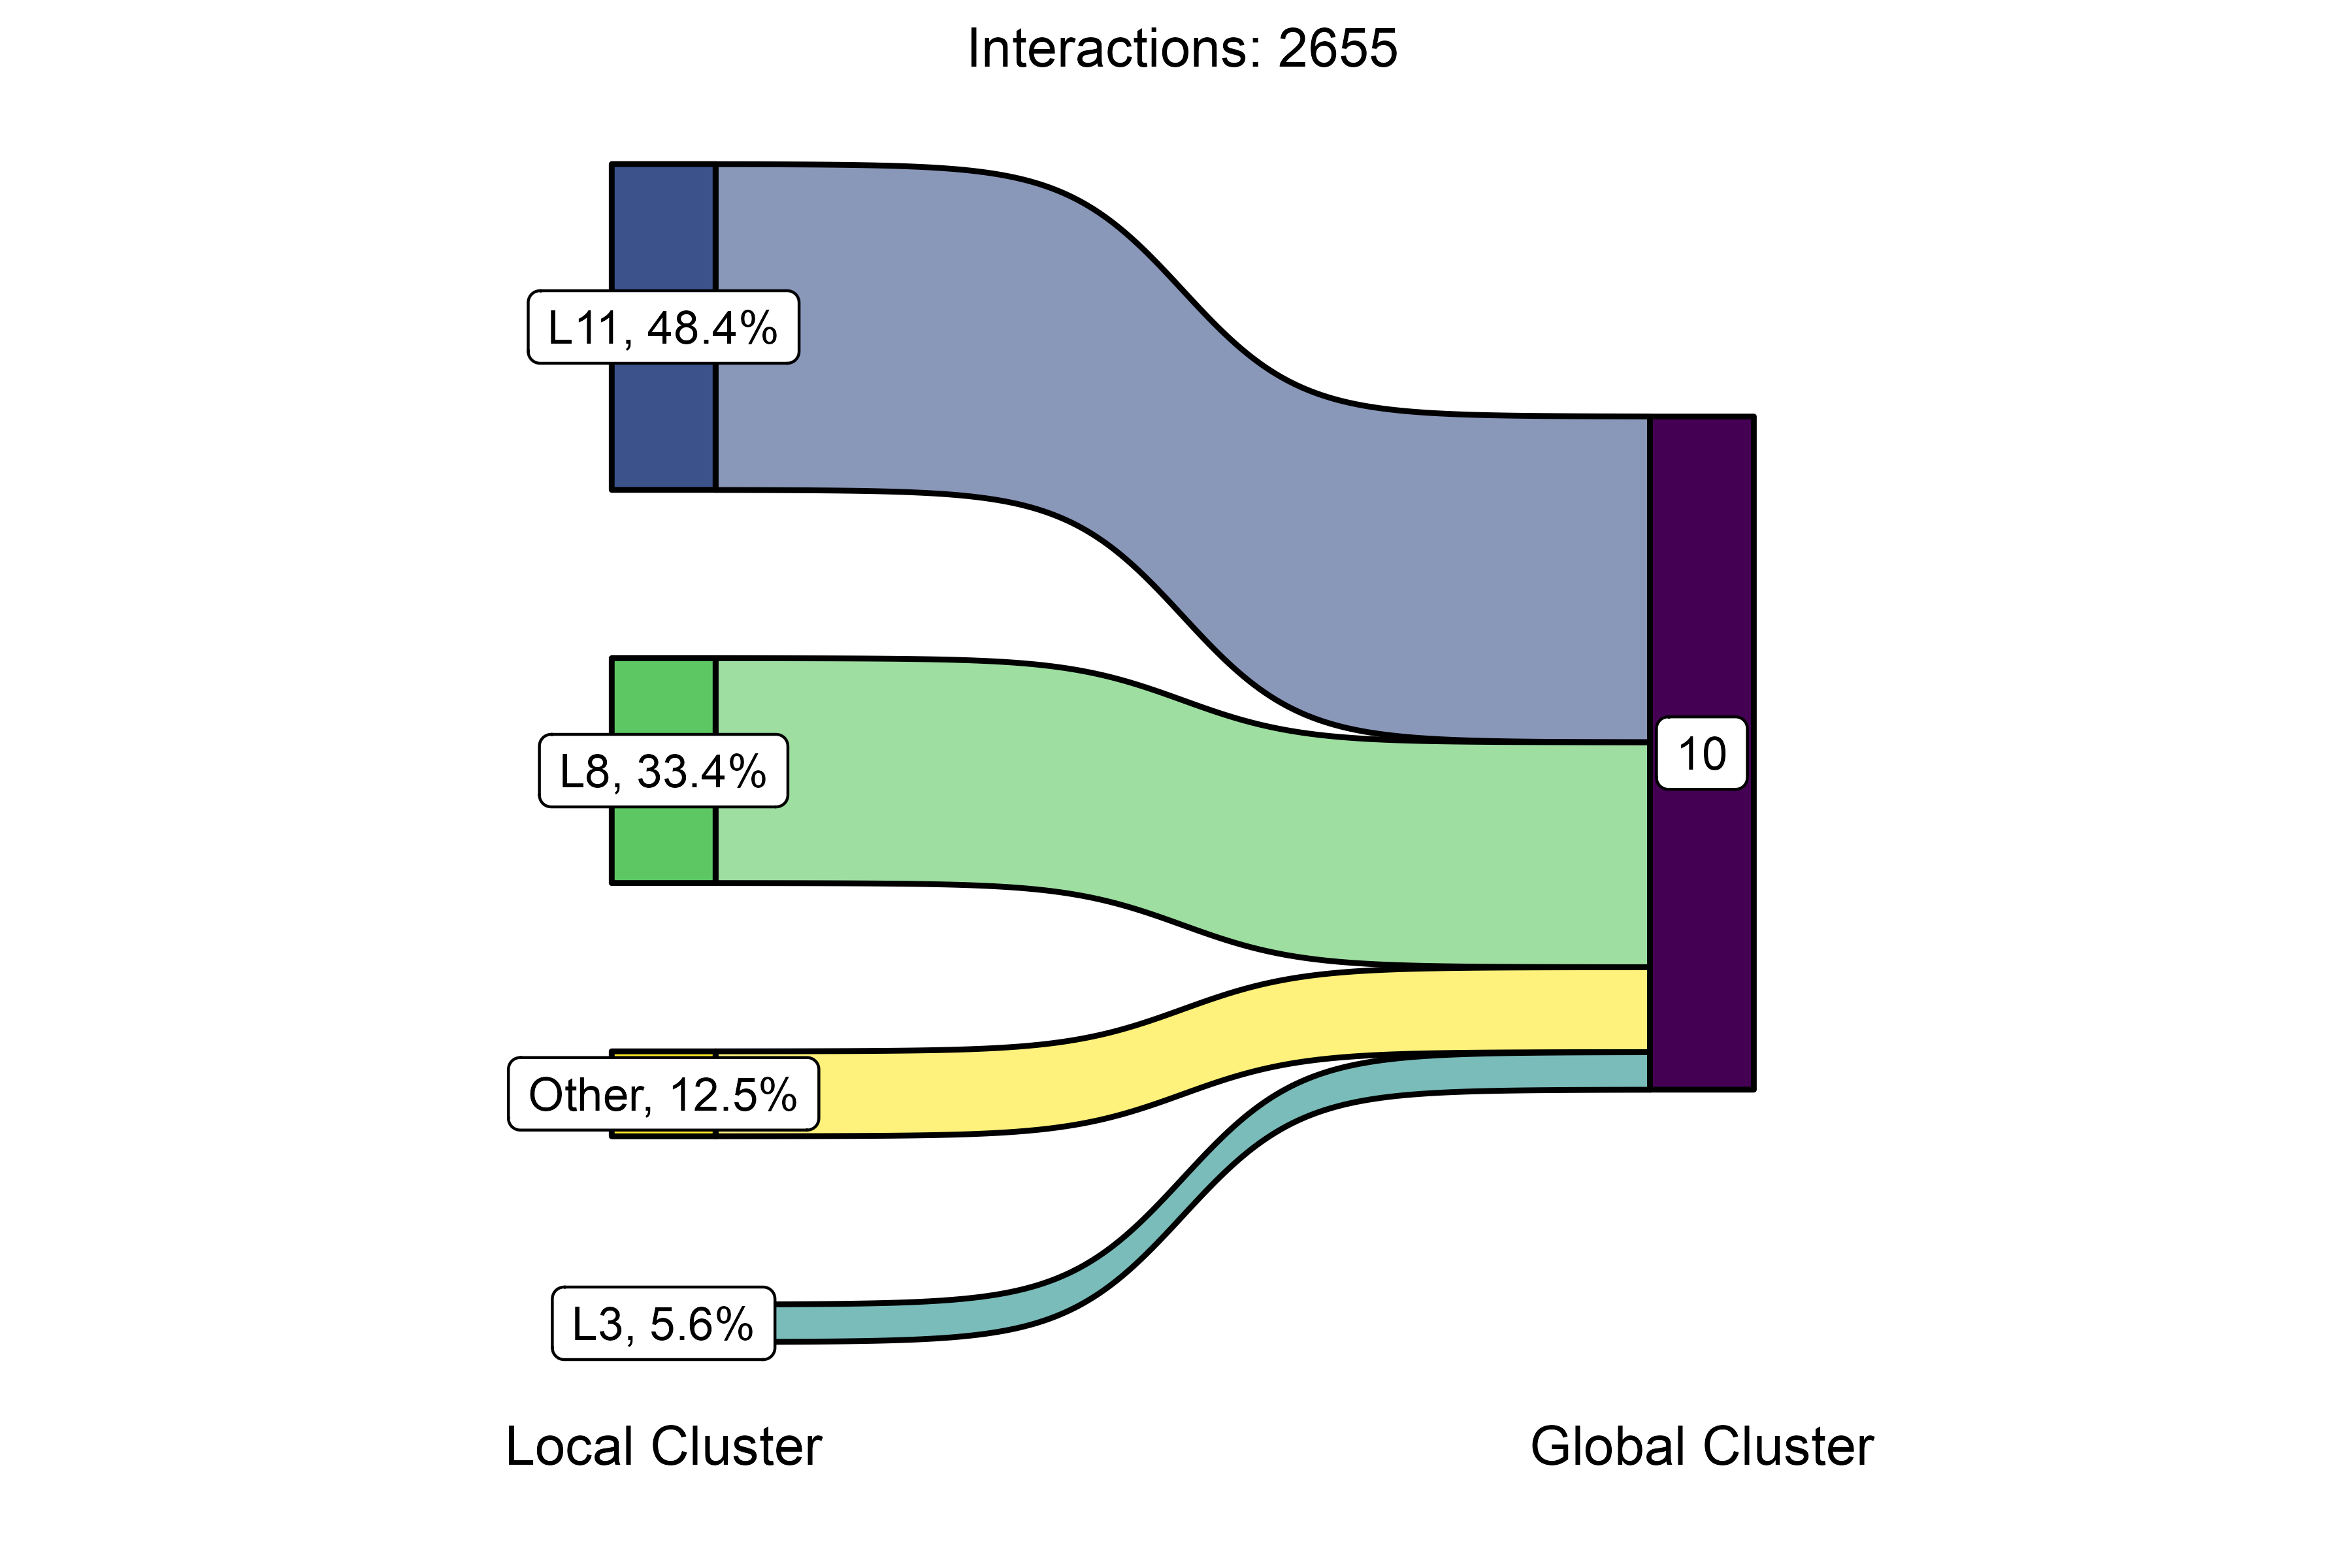 Interactions: 2655
L11, 48.4%
L8, 33.4%
10
Other, 12.5%
L3, 5.6%
Local Cluster
Global Cluster